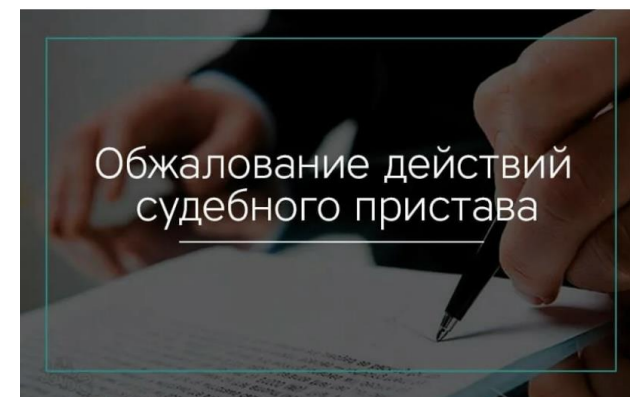 Обжалование действий
судебного пристава